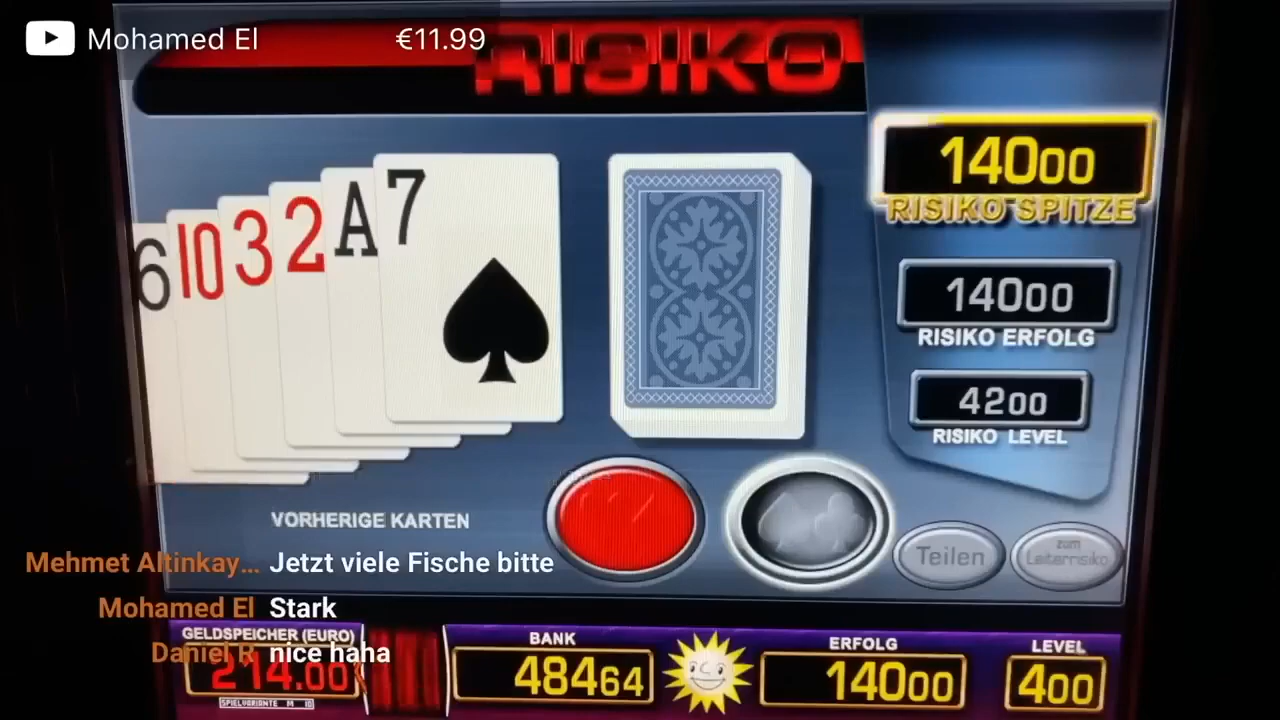 Mohamed El €11.99
RISIKO
14000
RISIKO SPITZE
14000
RISIKO ERFOLG
4200
RISIKO LEVEL
6 10 3 2 A 7
VORHERIGE KARTEN
Teilen
zum
Leiterrisiko
Mehmet Altinkay... Jetzt viele Fische bitte
Mohamed El Stark
Daniel R nice haha
GELDSPEICHER (EURO)
214.00
SPIELVARIANTE M 10
BANK
48464
ERFOLG
14000
LEVEL
400